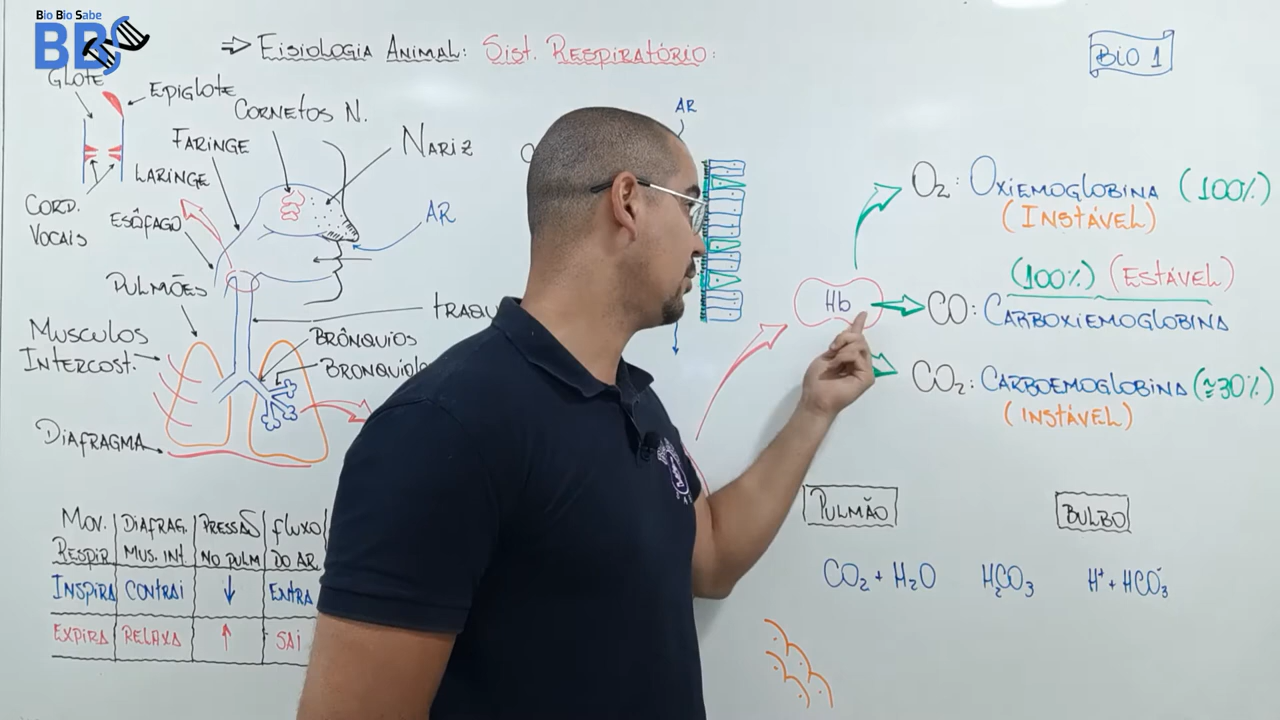 Bio Bio Sabe
BBS
⇒ Fisiologia Animal: Sist. Respiratório:
BIO 1
GLOTE
EPIGLOTE
CORNETOS N.
FARINGE
NARIZ
LARINGE
CORD.
VOCAIS
ESÔFAGO
AR
PULMÕES
MUSCULOS
INTERCOST.
BRÔNQUIOS
DIAFRAGMA
AR
O2: OXIEMOGLOBINA (100%)
(INSTÁVEL)
(100%) (ESTÁVEL)
Hb
CO: CARBOXIEMOGLOBINA
CO2: CARBOEMOGLOBINA (≅30%)
(INSTÁVEL)
MOV. RESPIR DIAFRAG. MUS. INT PRESSÃO NO PULM FLUXO DO AR
INSPIRA CONTRAI ↓ ENTRA
EXPIRA RELAXA ↑ SAI
PULMÃO
BULBO
CO2 + H2O H2CO3 H+ + HCO3-